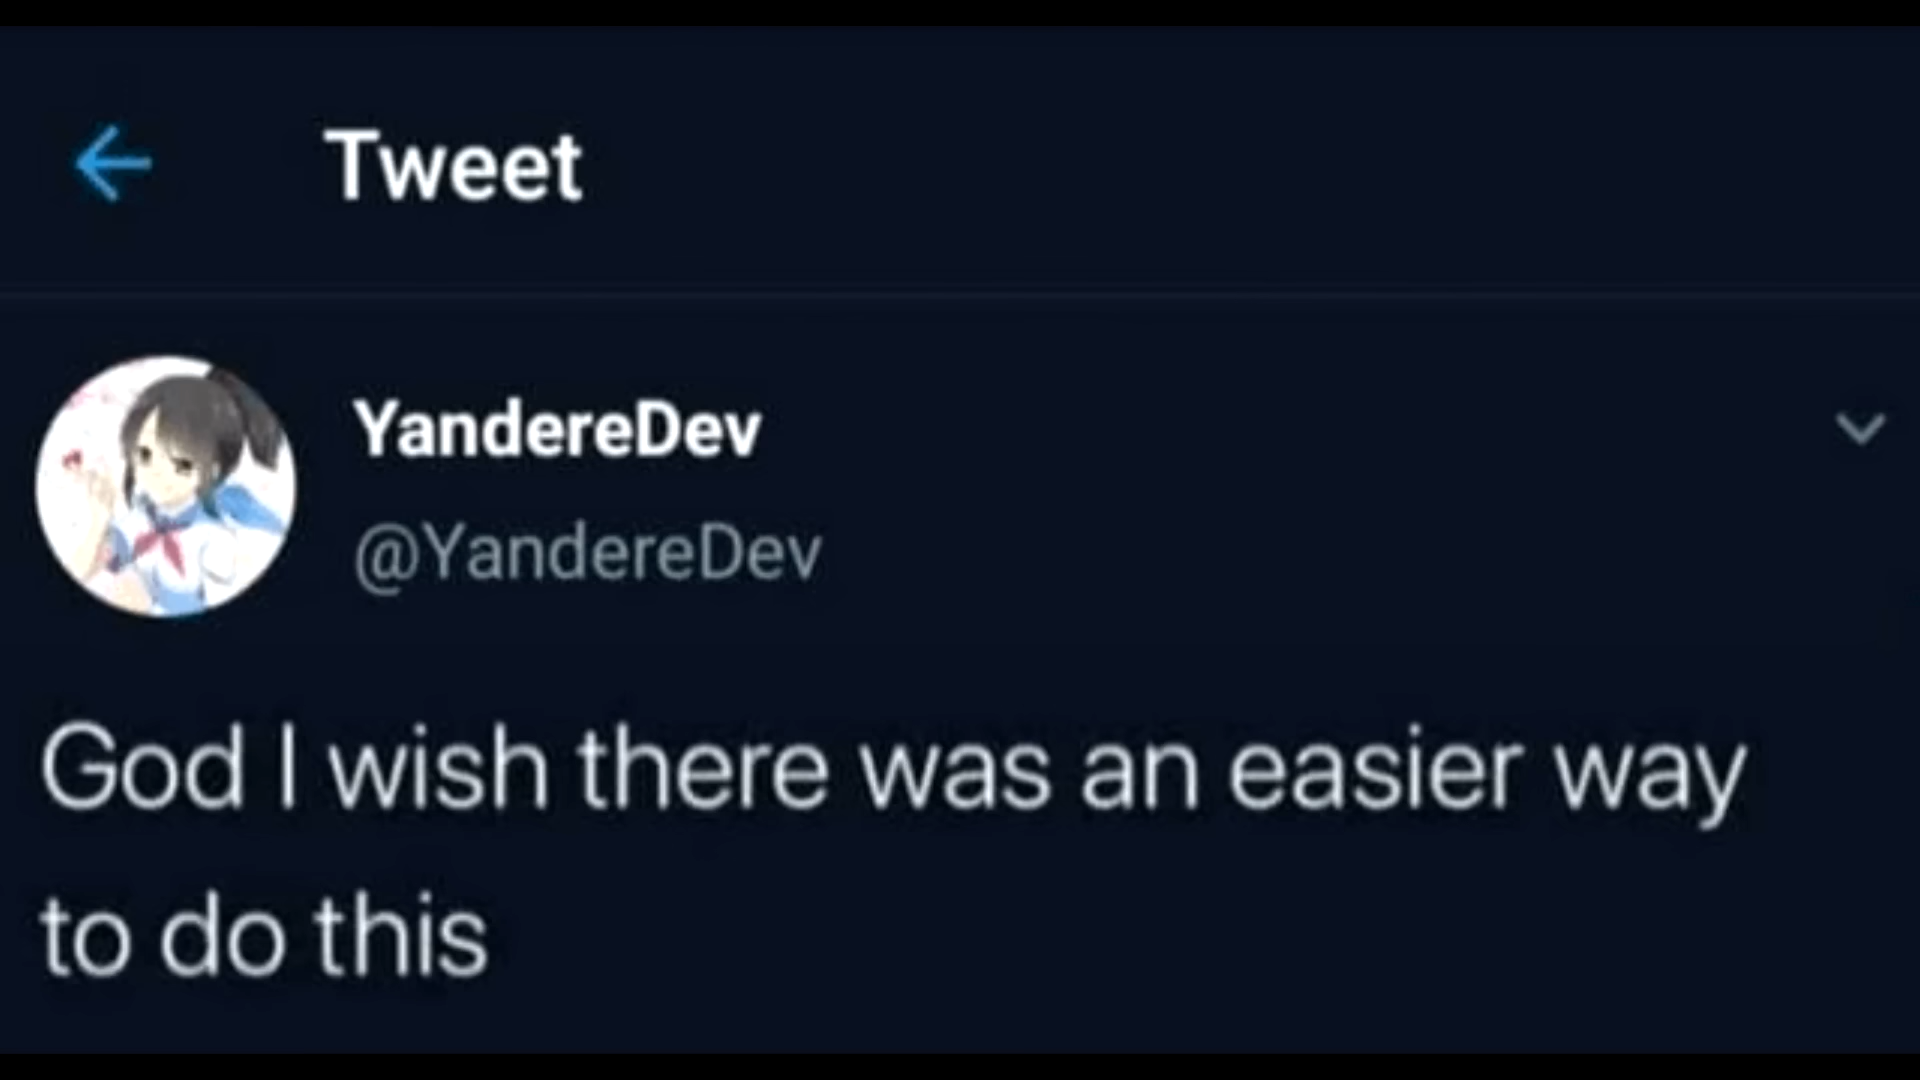 Tweet
YandereDev
@YandereDev
God I wish there was an easier way
to do this